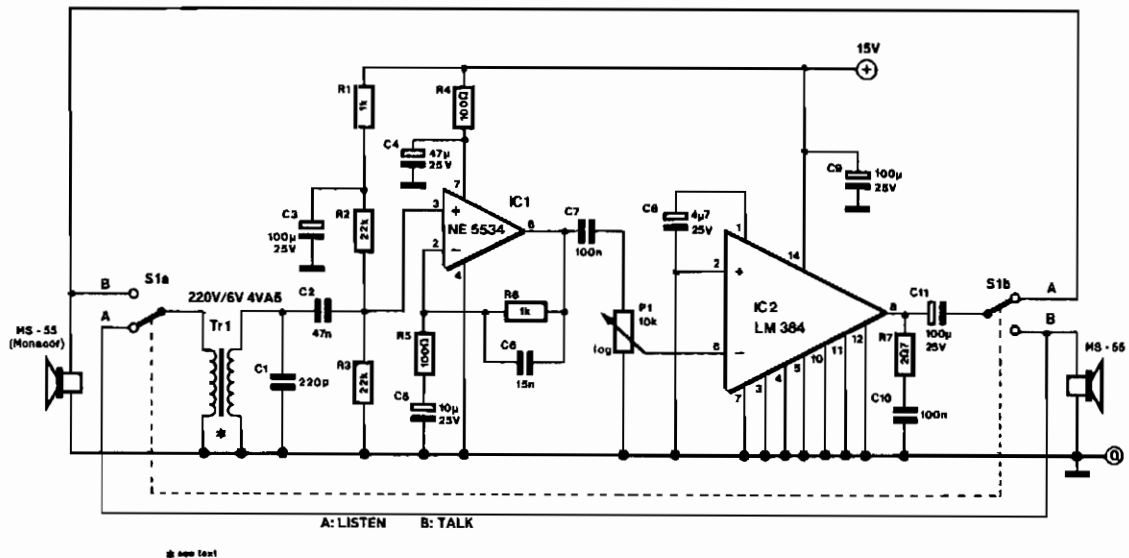 15V
+
R1
1k
R4
100Ω
C4
47µ
25V
C3
100µ
25V
R2
22k
7
3
+
IC1
NE 5534
6
2
−
4
C7
100n
C8
4µ7
25V
1
2
+
14
C9
100µ
25V
IC2
LM 384
8
6
−
C11
100µ
25V
S1b
A
B
MS-55
B
S1a
A
MS - 55
(Monacor)
220V/6V 4VA5
Tr1
*
C2
47n
C1
220p
R3
22k
R5
100Ω
R6
1k
C6
15n
C5
10µ
25V
P1
10k
log
7
3
4
5
10
11
12
R7
2Ω7
C10
100n
0
A: LISTEN B: TALK
* see text